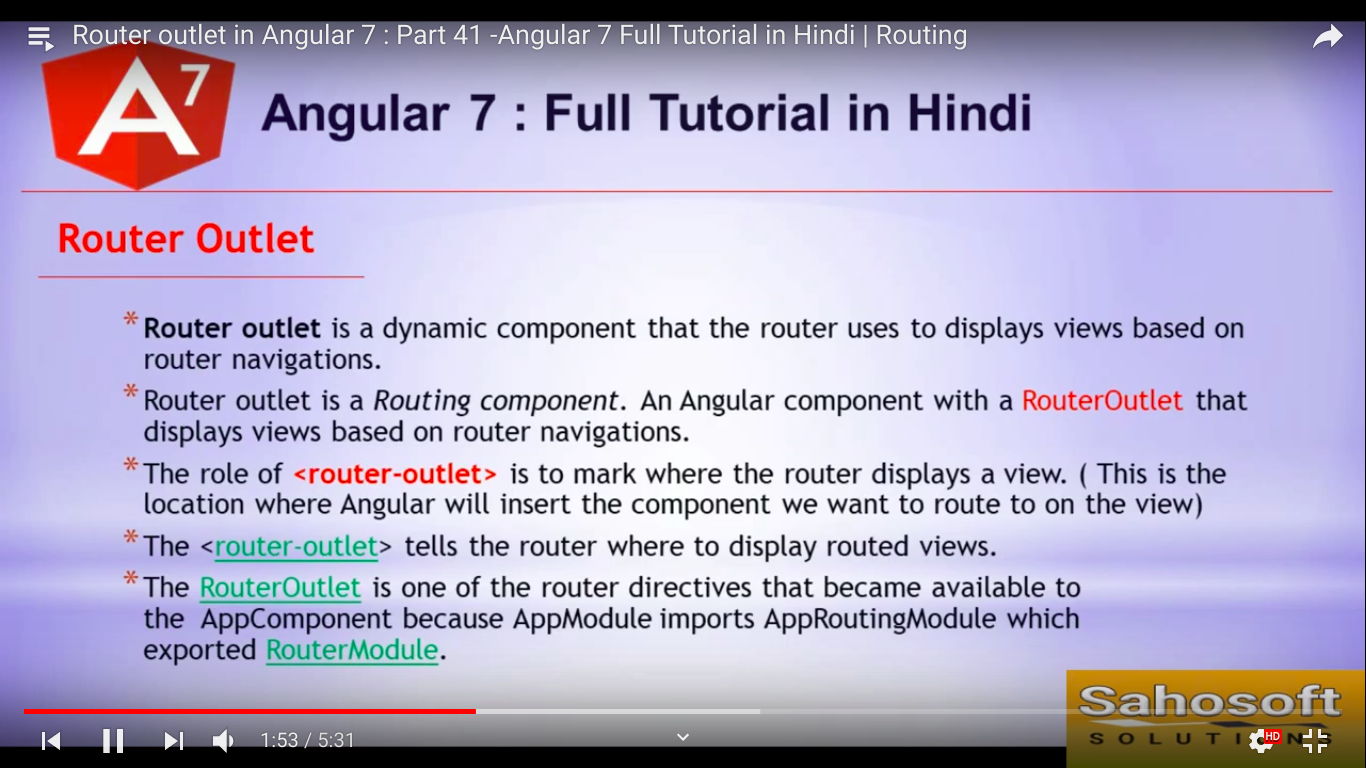 Router outlet in Angular 7 : Part 41 -Angular 7 Full Tutorial in Hindi | Routing
A7
Angular 7 : Full Tutorial in Hindi
Router Outlet
* Router outlet is a dynamic component that the router uses to displays views based on
router navigations.
* Router outlet is a Routing component. An Angular component with a RouterOutlet that
displays views based on router navigations.
* The role of <router-outlet> is to mark where the router displays a view. ( This is the
location where Angular will insert the component we want to route to on the view)
* The <router-outlet> tells the router where to display routed views.
* The RouterOutlet is one of the router directives that became available to
the AppComponent because AppModule imports AppRoutingModule which
exported RouterModule.
Sahosoft
SOLUTIONS
1:53 / 5:31
HD